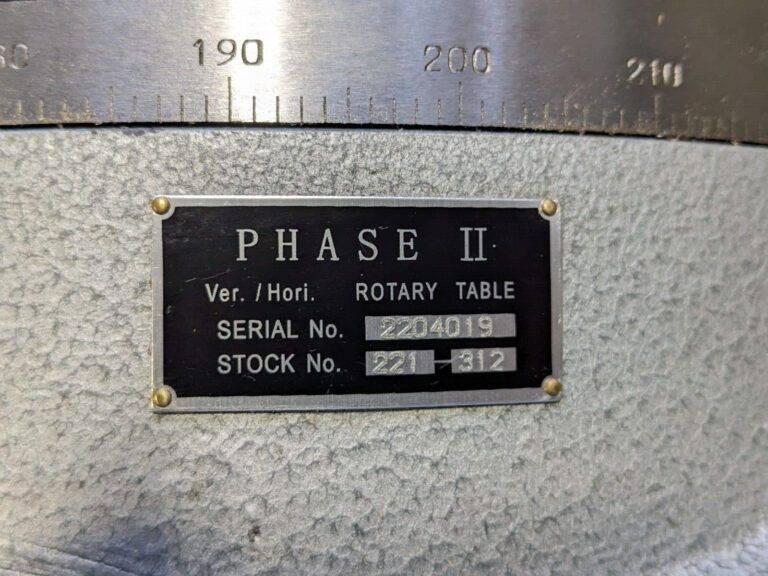 190 200 210
PHASE II
Ver. /Hori. ROTARY TABLE
SERIAL No. 2204019
STOCK No. 221-312